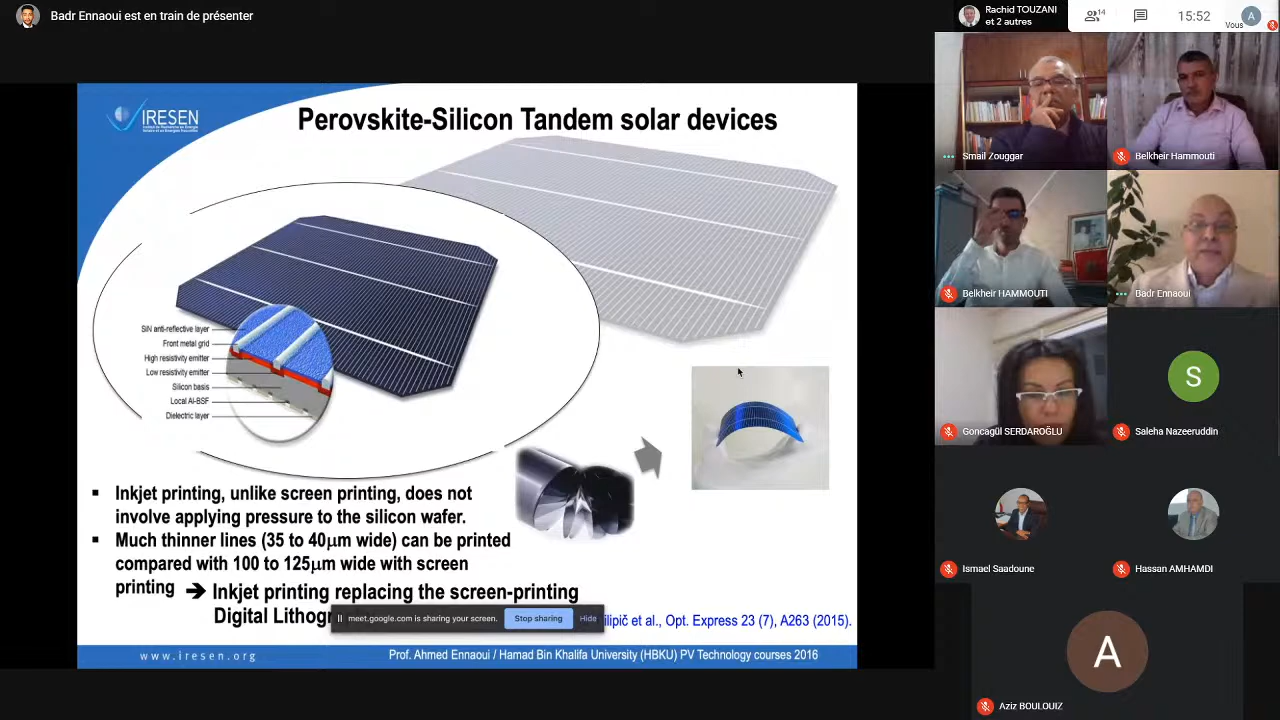 Badr Ennaoui est en train de présenter
Rachid TOUZANI
et 2 autres
14
15:52
A
Vous
IRESEN
Perovskite-Silicon Tandem solar devices
SiN anti-reflective layer
Front metal grid
High resistivity emitter
Low resistivity emitter
Silicon basis
Local Al-BSF
Dielectric layer
▪ Inkjet printing, unlike screen printing, does not
involve applying pressure to the silicon wafer.
▪ Much thinner lines (35 to 40μm wide) can be printed
compared with 100 to 125μm wide with screen
printing ➔ Inkjet printing replacing the screen-printing
Digital
meet.google.com is sharing your screen.
Stop sharing
Hide
et al., Opt. Express 23 (7), A263 (2015).
www.iresen.org
Prof. Ahmed Ennaoui / Hamad Bin Khalifa University (HBKU) PV Technology courses 2016
Smail Zouggar
Belkheir Hammouti
Belkheir HAMMOUTI
Badr Ennaoui
Goncagül SERDAROĞLU
S
Saleha Nazeeruddin
Ismael Saadoune
Hassan AMHAMDI
A
Aziz BOULOUIZ